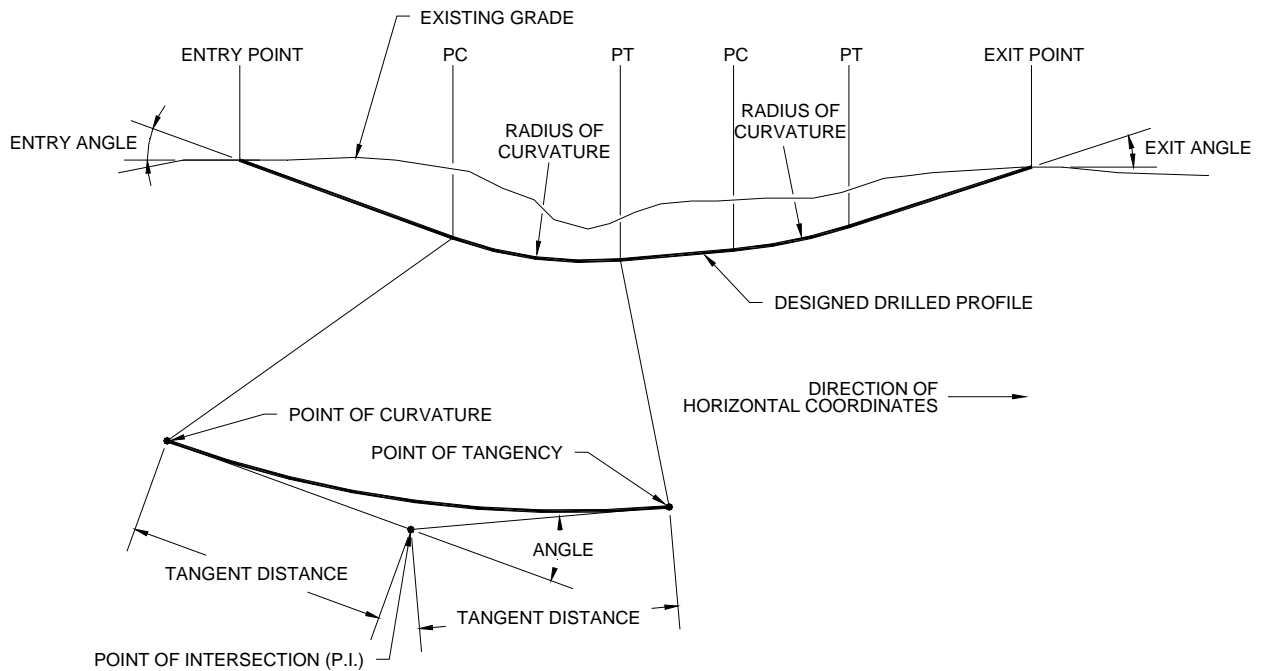 EXISTING GRADE
ENTRY POINT
PC
PT
PC
PT
EXIT POINT
ENTRY ANGLE
RADIUS OF
CURVATURE
RADIUS OF
CURVATURE
EXIT ANGLE
DESIGNED DRILLED PROFILE
DIRECTION OF
HORIZONTAL COORDINATES
POINT OF CURVATURE
POINT OF TANGENCY
ANGLE
TANGENT DISTANCE
TANGENT DISTANCE
POINT OF INTERSECTION (P.I.)